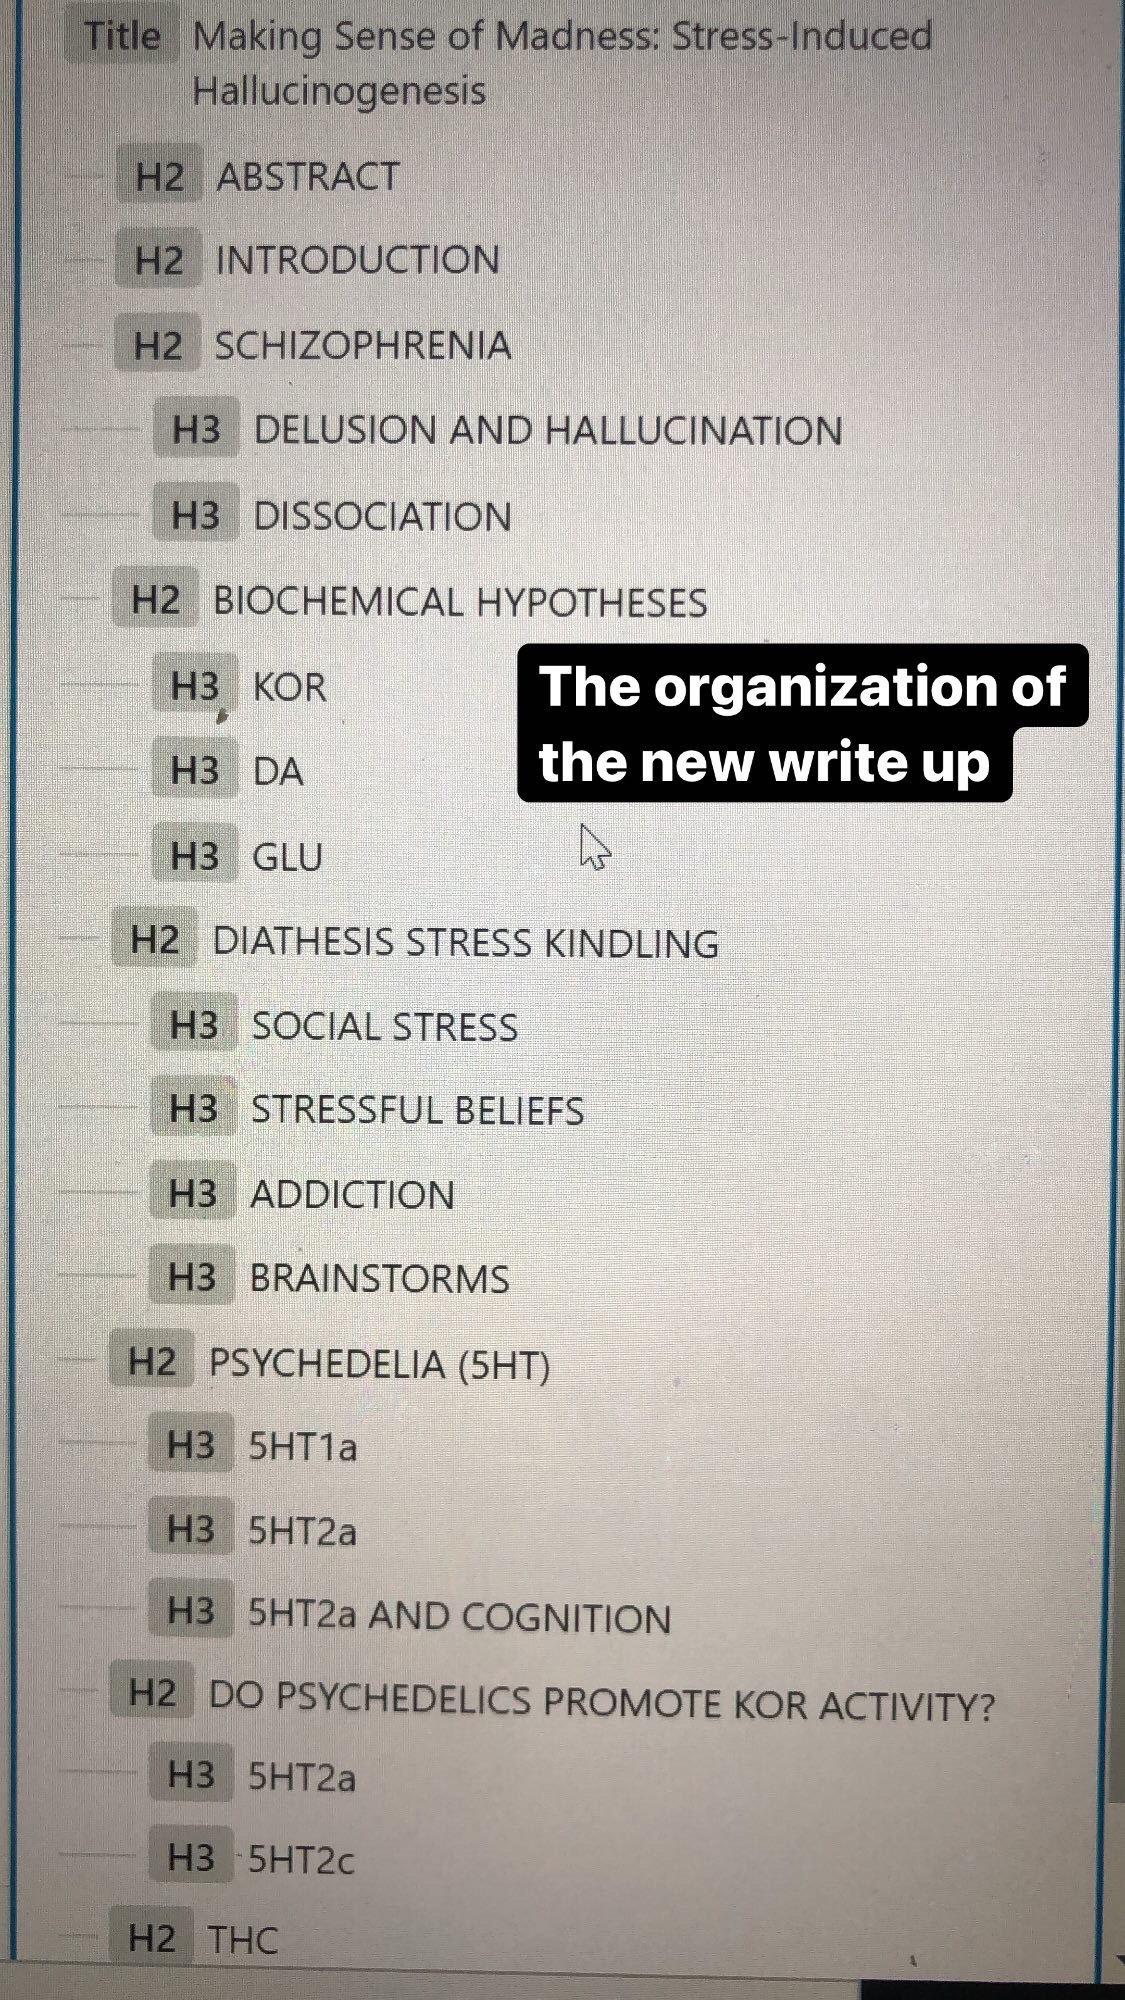 Title Making Sense of Madness: Stress-Induced
Hallucinogenesis
H2 ABSTRACT
H2 INTRODUCTION
H2 SCHIZOPHRENIA
H3 DELUSION AND HALLUCINATION
H3 DISSOCIATION
H2 BIOCHEMICAL HYPOTHESES
H3 KOR
The organization of
the new write up
H3 DA
H3 GLU
H2 DIATHESIS STRESS KINDLING
H3 SOCIAL STRESS
H3 STRESSFUL BELIEFS
H3 ADDICTION
H3 BRAINSTORMS
H2 PSYCHEDELIA (5HT)
H3 5HT1a
H3 5HT2a
H3 5HT2a AND COGNITION
H2 DO PSYCHEDELICS PROMOTE KOR ACTIVITY?
H3 5HT2a
H3 5HT2c
H2 THC